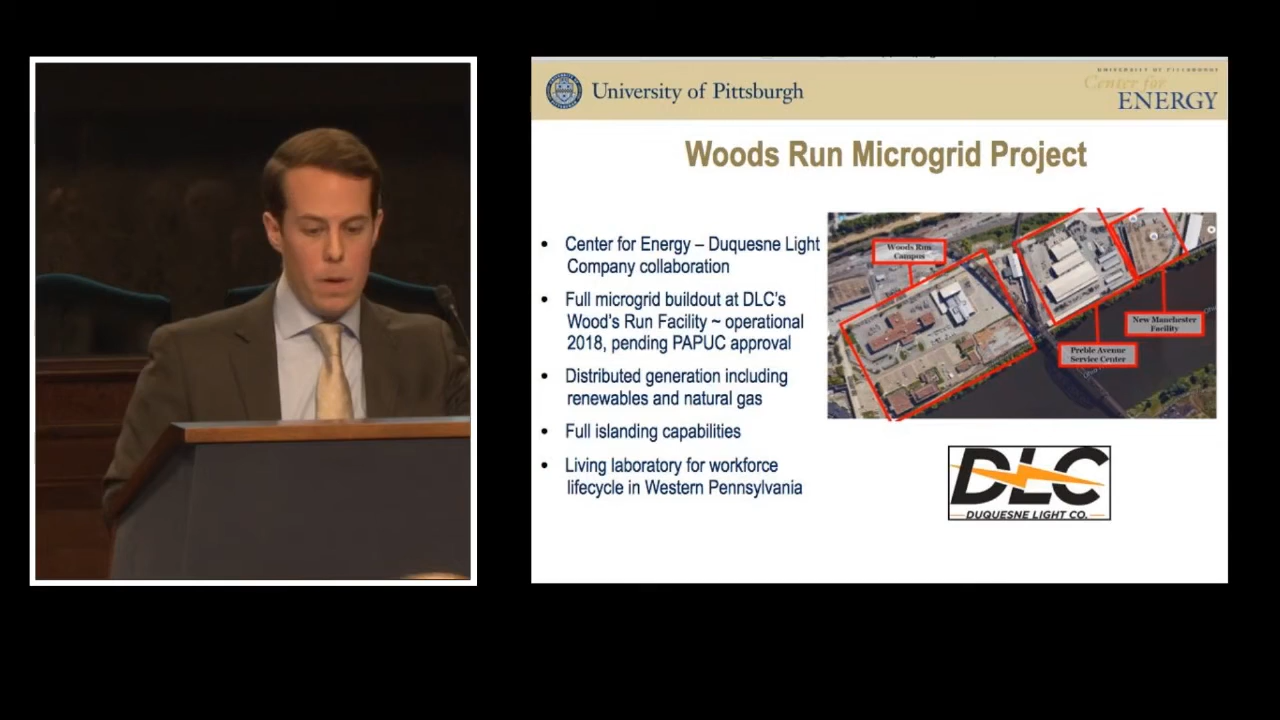 University of Pittsburgh
UNIVERSITY OF PITTSBURGH
Center for
ENERGY
Woods Run Microgrid Project
• Center for Energy – Duquesne Light
Company collaboration
• Full microgrid buildout at DLC's
Wood's Run Facility ~ operational
2018, pending PAPUC approval
• Distributed generation including
renewables and natural gas
• Full islanding capabilities
• Living laboratory for workforce
lifecycle in Western Pennsylvania
Woods Run
Campus
New Manchester
Facility
Preble Avenue
Service Center
DLC
DUQUESNE LIGHT CO.